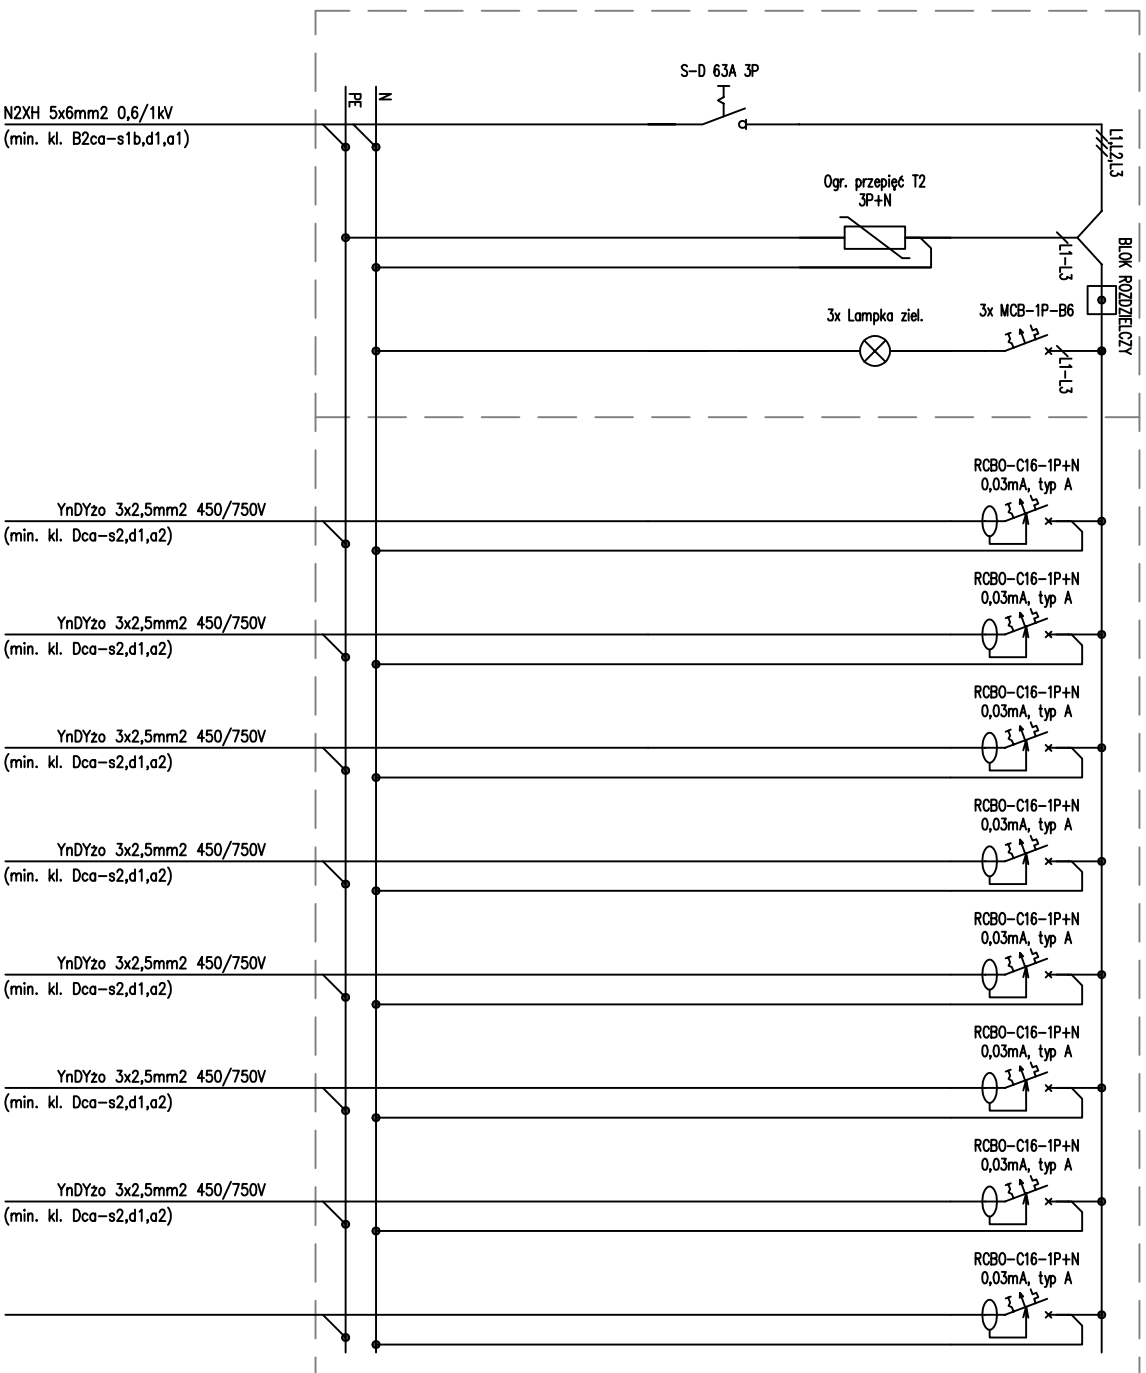 S-D 63A 3P
PE
N
N2XH 5x6mm2 0,6/1kV
(min. kl. B2ca-s1b,d1,a1)
L1,L2,L3
Ogr. przepięć T2
3P+N
L1-L3
BLOK ROZDZIELCZY
3x Lampka ziel.
3x MCB-1P-B6
L1-L3
RCBO-C16-1P+N
0,03mA, typ A
YnDYżo 3x2,5mm2 450/750V
(min. kl. Dca-s2,d1,a2)
RCBO-C16-1P+N
0,03mA, typ A
YnDYżo 3x2,5mm2 450/750V
(min. kl. Dca-s2,d1,a2)
RCBO-C16-1P+N
0,03mA, typ A
YnDYżo 3x2,5mm2 450/750V
(min. kl. Dca-s2,d1,a2)
RCBO-C16-1P+N
0,03mA, typ A
YnDYżo 3x2,5mm2 450/750V
(min. kl. Dca-s2,d1,a2)
RCBO-C16-1P+N
0,03mA, typ A
YnDYżo 3x2,5mm2 450/750V
(min. kl. Dca-s2,d1,a2)
RCBO-C16-1P+N
0,03mA, typ A
YnDYżo 3x2,5mm2 450/750V
(min. kl. Dca-s2,d1,a2)
RCBO-C16-1P+N
0,03mA, typ A
YnDYżo 3x2,5mm2 450/750V
(min. kl. Dca-s2,d1,a2)
RCBO-C16-1P+N
0,03mA, typ A